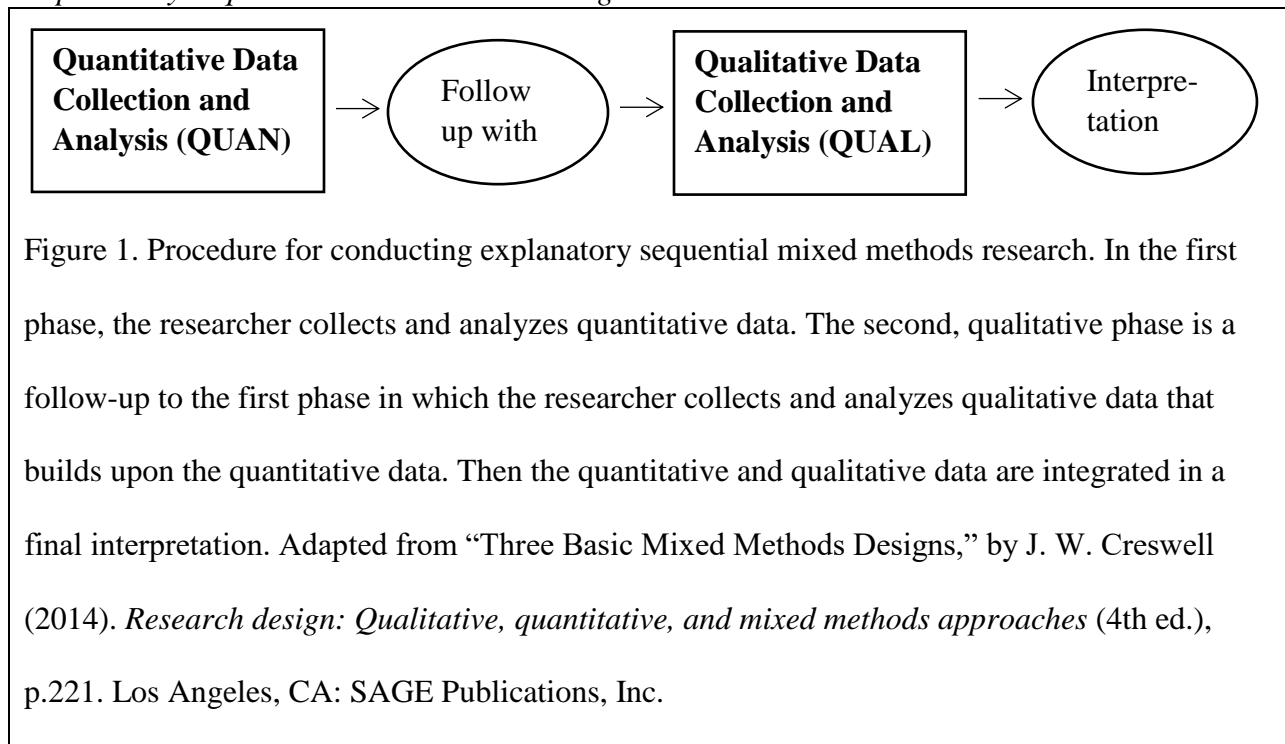 Quantitative Data
Collection and
Analysis (QUAN)
Follow
up with
Qualitative Data
Collection and
Analysis (QUAL)
Interpre-
tation
Figure 1. Procedure for conducting explanatory sequential mixed methods research. In the first
phase, the researcher collects and analyzes quantitative data. The second, qualitative phase is a
follow-up to the first phase in which the researcher collects and analyzes qualitative data that
builds upon the quantitative data. Then the quantitative and qualitative data are integrated in a
final interpretation. Adapted from “Three Basic Mixed Methods Designs,” by J. W. Creswell
(2014). Research design: Qualitative, quantitative, and mixed methods approaches (4th ed.),
p.221. Los Angeles, CA: SAGE Publications, Inc.